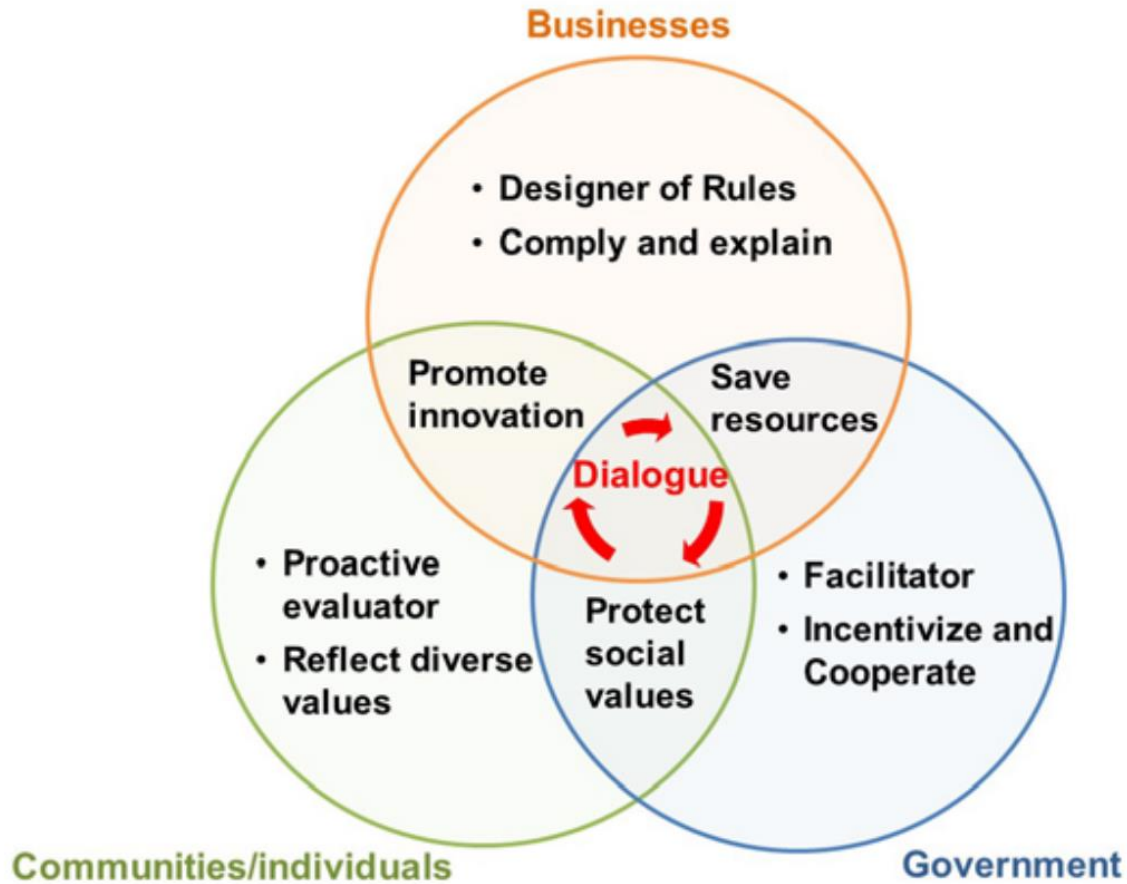 Businesses
• Designer of Rules
• Comply and explain
Promote
innovation
Save
resources
Dialogue
• Proactive
evaluator
• Reflect diverse
values
Protect
social
values
• Facilitator
• Incentivize and
Cooperate
Communities/individuals
Government